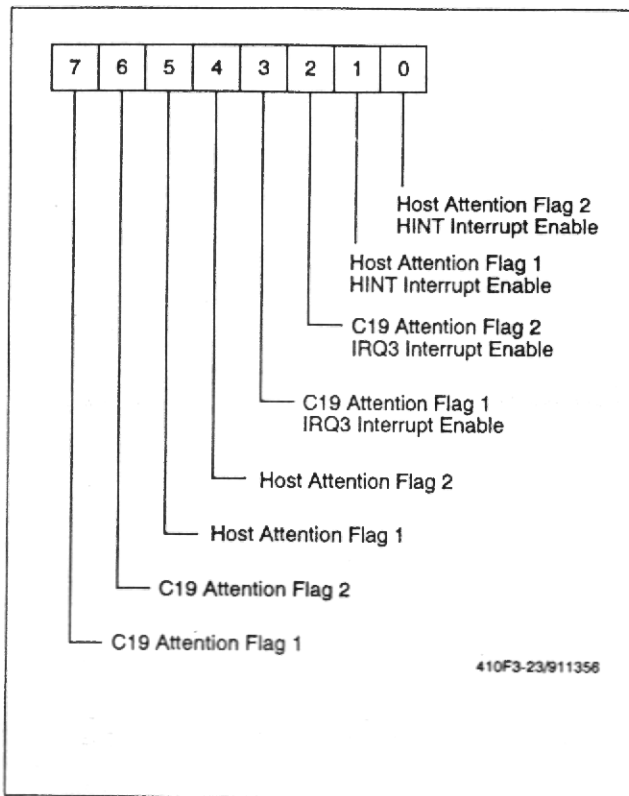 7 6 5 4 3 2 1 0
Host Attention Flag 2
HINT Interrupt Enable
Host Attention Flag 1
HINT Interrupt Enable
C19 Attention Flag 2
IRQ3 Interrupt Enable
C19 Attention Flag 1
IRQ3 Interrupt Enable
Host Attention Flag 2
Host Attention Flag 1
C19 Attention Flag 2
C19 Attention Flag 1
410F3-23/911356